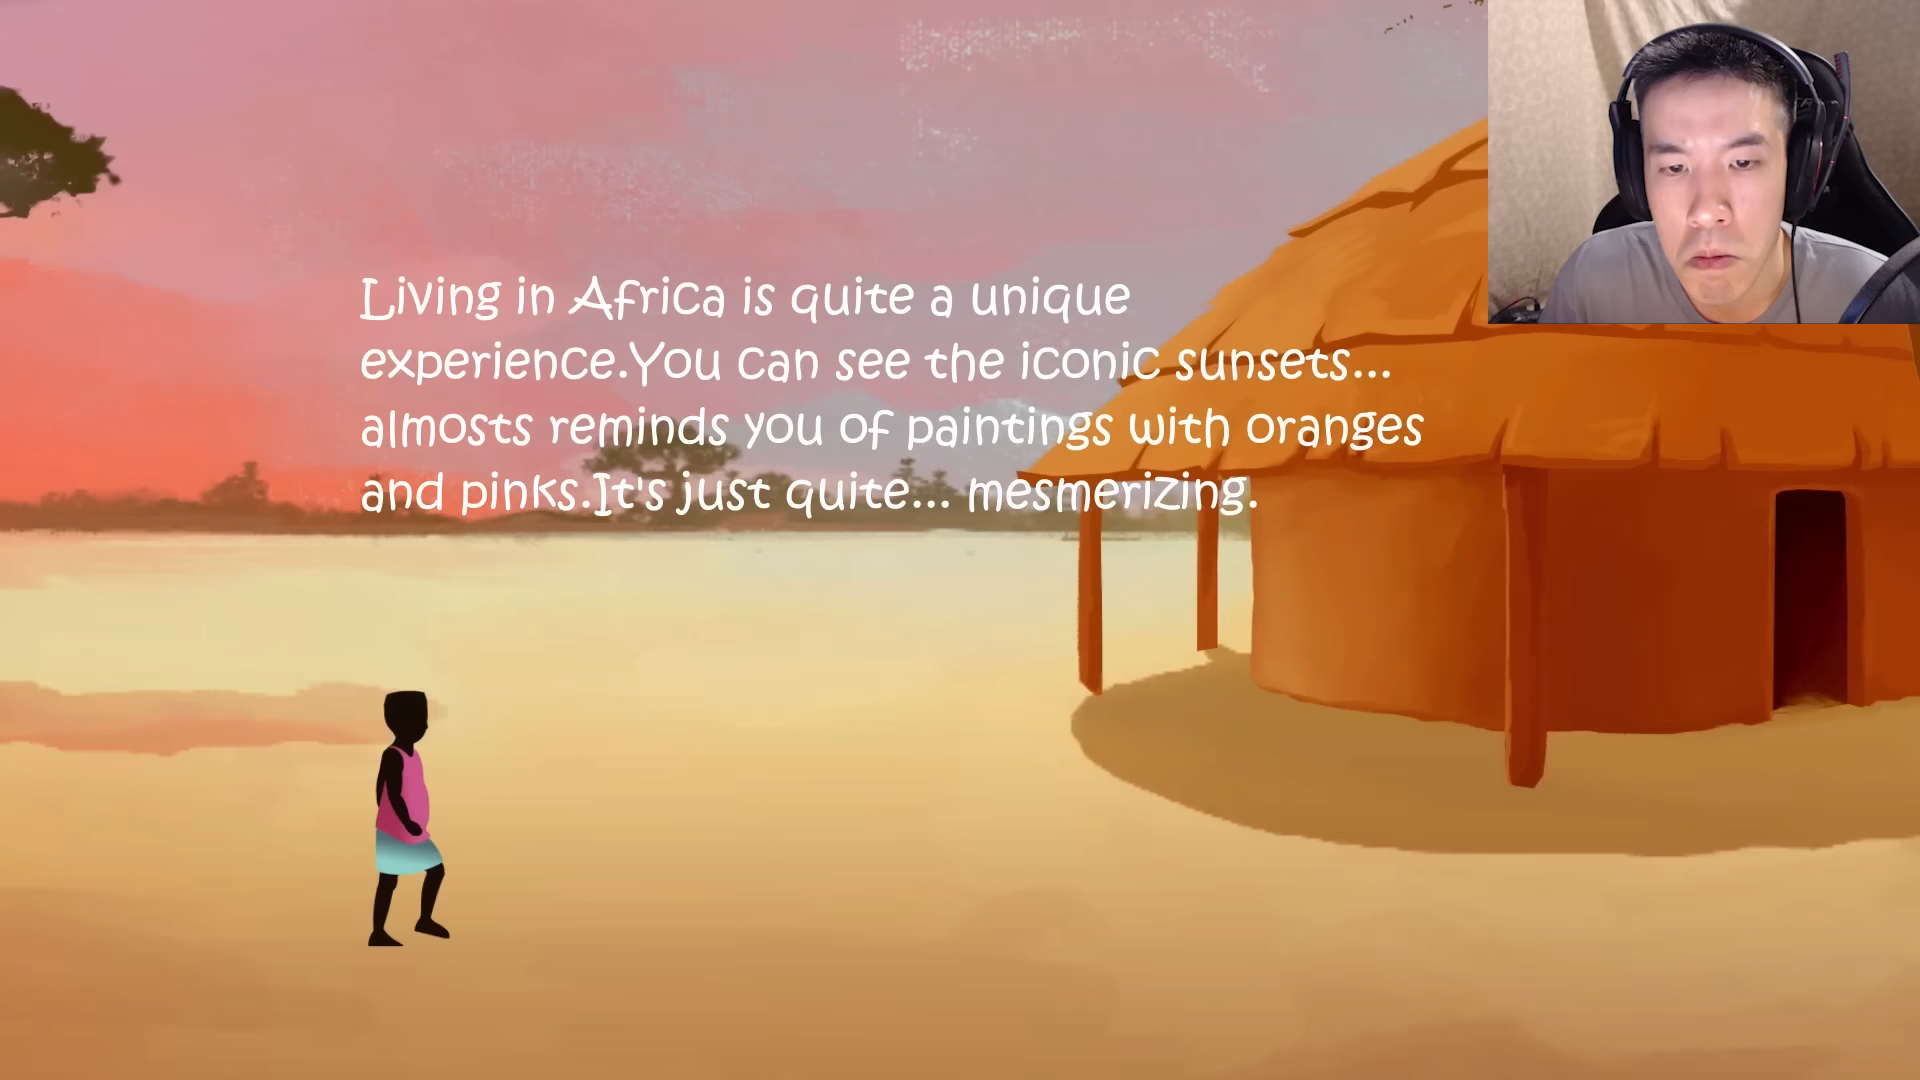 Living in Africa is quite a unique
experience.You can see the iconic sunsets...
almosts reminds you of paintings with oranges
and pinks.It's just quite... mesmerizing.